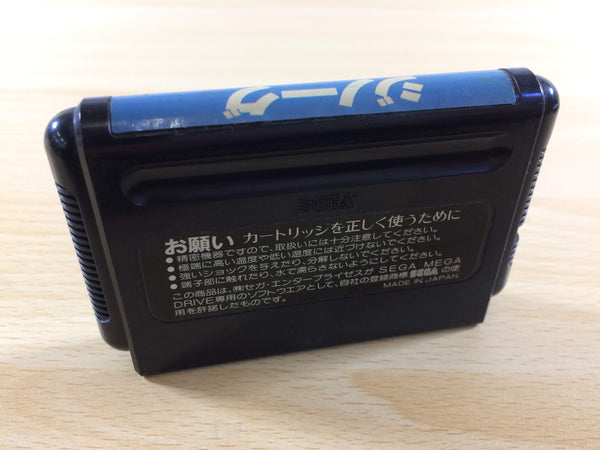 ジノーグ
SEGA
お願い カートリッジを正しく使うために
●精密機器ですので、取扱いには十分注意してください。
●極端に高い温度や低い温度には近づけないでください。
●強いショックを与えたり、分解しないでください。
●端子部に触れたり、水で濡らさないようにしてください。
この商品は、㈱セガ・エンタープライゼスが SEGA MEGA
DRIVE専用のソフトウエアとして、自社の登録商標 SEGA の使
用を許諾したものです。
MADE IN JAPAN